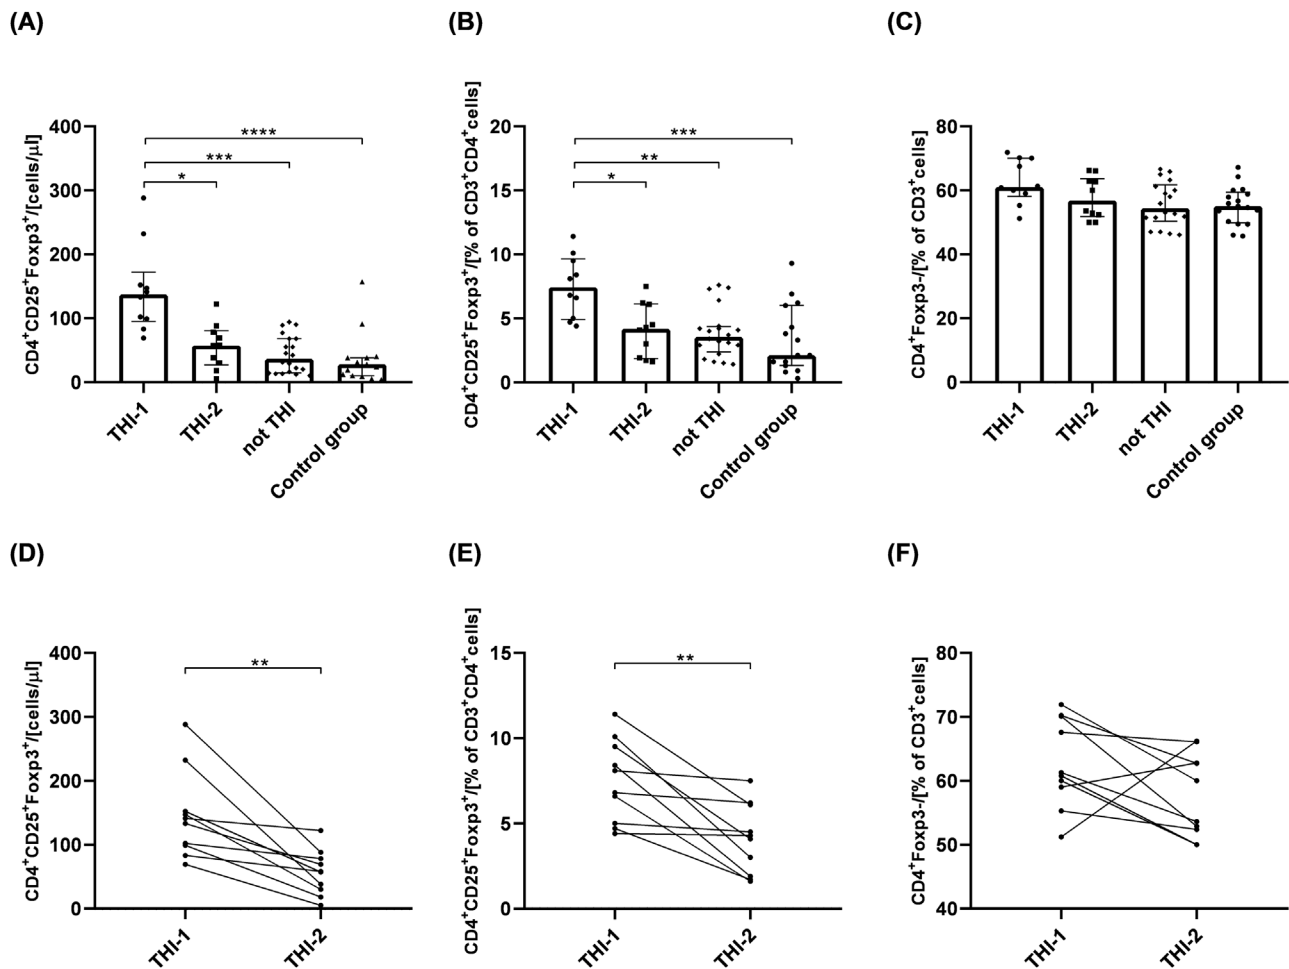 (A)
CD4⁺CD25⁺Foxp3⁺/[cells/µl]
400
300
200
100
0
****
***
*
THI-1
THI-2
not THI
Control group
(B)
CD4⁺CD25⁺Foxp3⁺/[% of CD3⁺CD4⁺cells]
20
15
10
5
0
***
**
*
THI-1
THI-2
not THI
Control group
(C)
CD4⁺Foxp3-/[% of CD3⁺cells]
80
60
40
20
0
THI-1
THI-2
not THI
Control group
(D)
CD4⁺CD25⁺Foxp3⁺/[cells/µl]
400
300
200
100
0
**
THI-1
THI-2
(E)
CD4⁺CD25⁺Foxp3⁺/[% of CD3⁺CD4⁺cells]
15
10
5
0
**
THI-1
THI-2
(F)
CD4⁺Foxp3-/[% of CD3⁺cells]
80
70
60
50
40
THI-1
THI-2